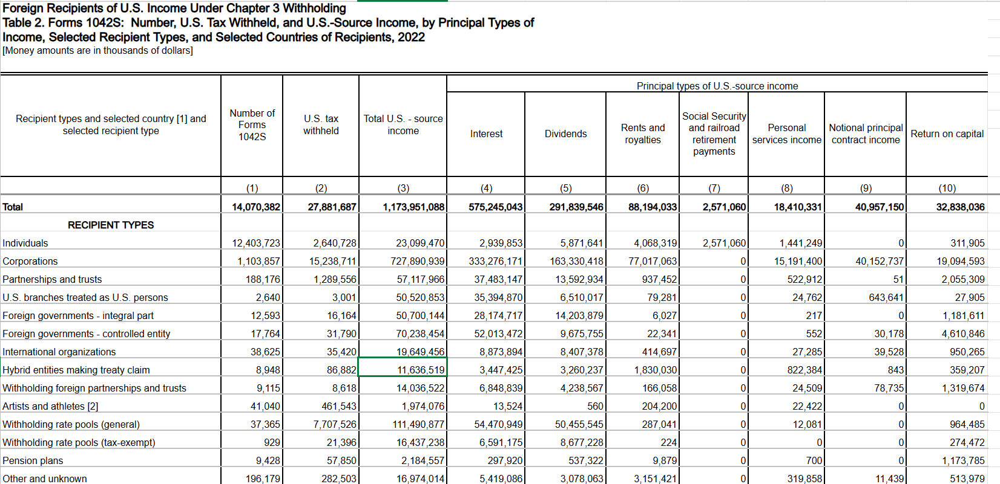 Foreign Recipients of U.S. Income Under Chapter 3 Withholding
Table 2. Forms 1042S:  Number, U.S. Tax Withheld, and U.S.-Source Income, by Principal Types of
Income, Selected Recipient Types, and Selected Countries of Recipients, 2022
[Money amounts are in thousands of dollars]
Recipient types and selected country [1] and
selected recipient type
Number of
Forms
1042S
U.S. tax
withheld
Total U.S. - source
income
Principal types of U.S.-source income
Interest
Dividends
Rents and
royalties
Social Security
and railroad
retirement
payments
Personal
services income
Notional principal
contract income
Return on capital
(1) (2) (3) (4) (5) (6) (7) (8) (9) (10)
Total 14,070,382 27,881,687 1,173,951,088 575,245,043 291,839,546 88,194,033 2,571,060 18,410,331 40,957,150 32,838,036
RECIPIENT TYPES
Individuals 12,403,723 2,640,728 23,099,470 2,939,853 5,871,641 4,068,319 2,571,060 1,441,249 0 311,905
Corporations 1,103,857 15,238,711 727,890,939 333,276,171 163,330,418 77,017,063 0 15,191,400 40,152,737 19,094,593
Partnerships and trusts 188,176 1,289,556 57,117,966 37,483,147 13,592,934 937,452 0 522,912 51 2,055,309
U.S. branches treated as U.S. persons 2,640 3,001 50,520,853 35,394,870 6,510,017 79,281 0 24,762 643,641 27,905
Foreign governments - integral part 12,593 16,164 50,700,144 28,174,717 14,203,879 6,027 0 217 0 1,181,611
Foreign governments - controlled entity 17,764 31,790 70,238,454 52,013,472 9,675,755 22,341 0 552 30,178 4,610,846
International organizations 38,625 35,420 19,649,456 8,873,894 8,407,378 414,697 0 27,285 39,528 950,265
Hybrid entities making treaty claim 8,948 86,882 11,636,519 3,447,425 3,260,237 1,830,030 0 822,384 843 359,207
Withholding foreign partnerships and trusts 9,115 8,618 14,036,522 6,848,839 4,238,567 166,058 0 24,509 78,735 1,319,674
Artists and athletes [2] 41,040 461,543 1,974,076 13,524 560 204,200 0 22,422 0 0
Withholding rate pools (general) 37,365 7,707,526 111,490,877 54,470,949 50,455,545 287,041 0 12,081 0 964,485
Withholding rate pools (tax-exempt) 929 21,396 16,437,238 6,591,175 8,677,228 224 0 0 0 274,472
Pension plans 9,428 57,850 2,184,557 297,920 537,322 9,879 0 700 0 1,173,785
Other and unknown 196,179 282,503 16,974,014 5,419,086 3,078,063 3,151,421 0 319,858 11,439 513,979